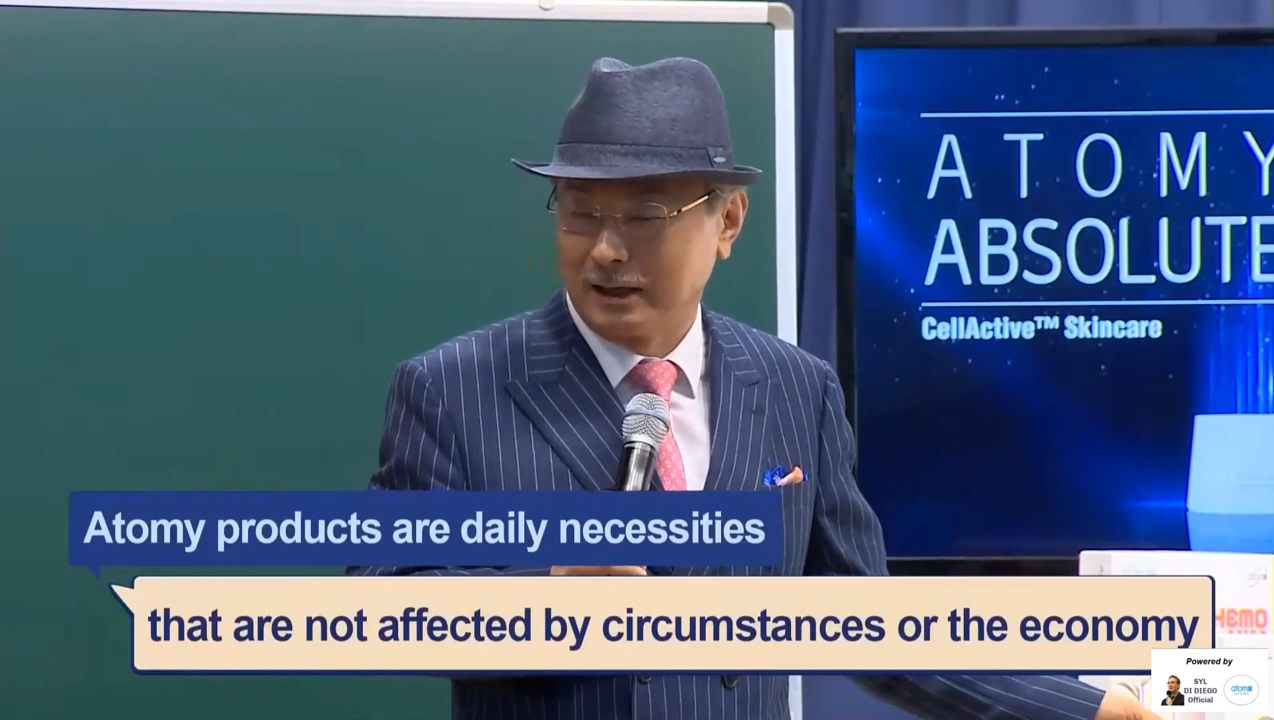 ATOMY
ABSOLUTE
CellActive™ Skincare
Atomy products are daily necessities
that are not affected by circumstances or the economy
HEMO
Powered by
SYL
DI DIEGO
Official
atomy